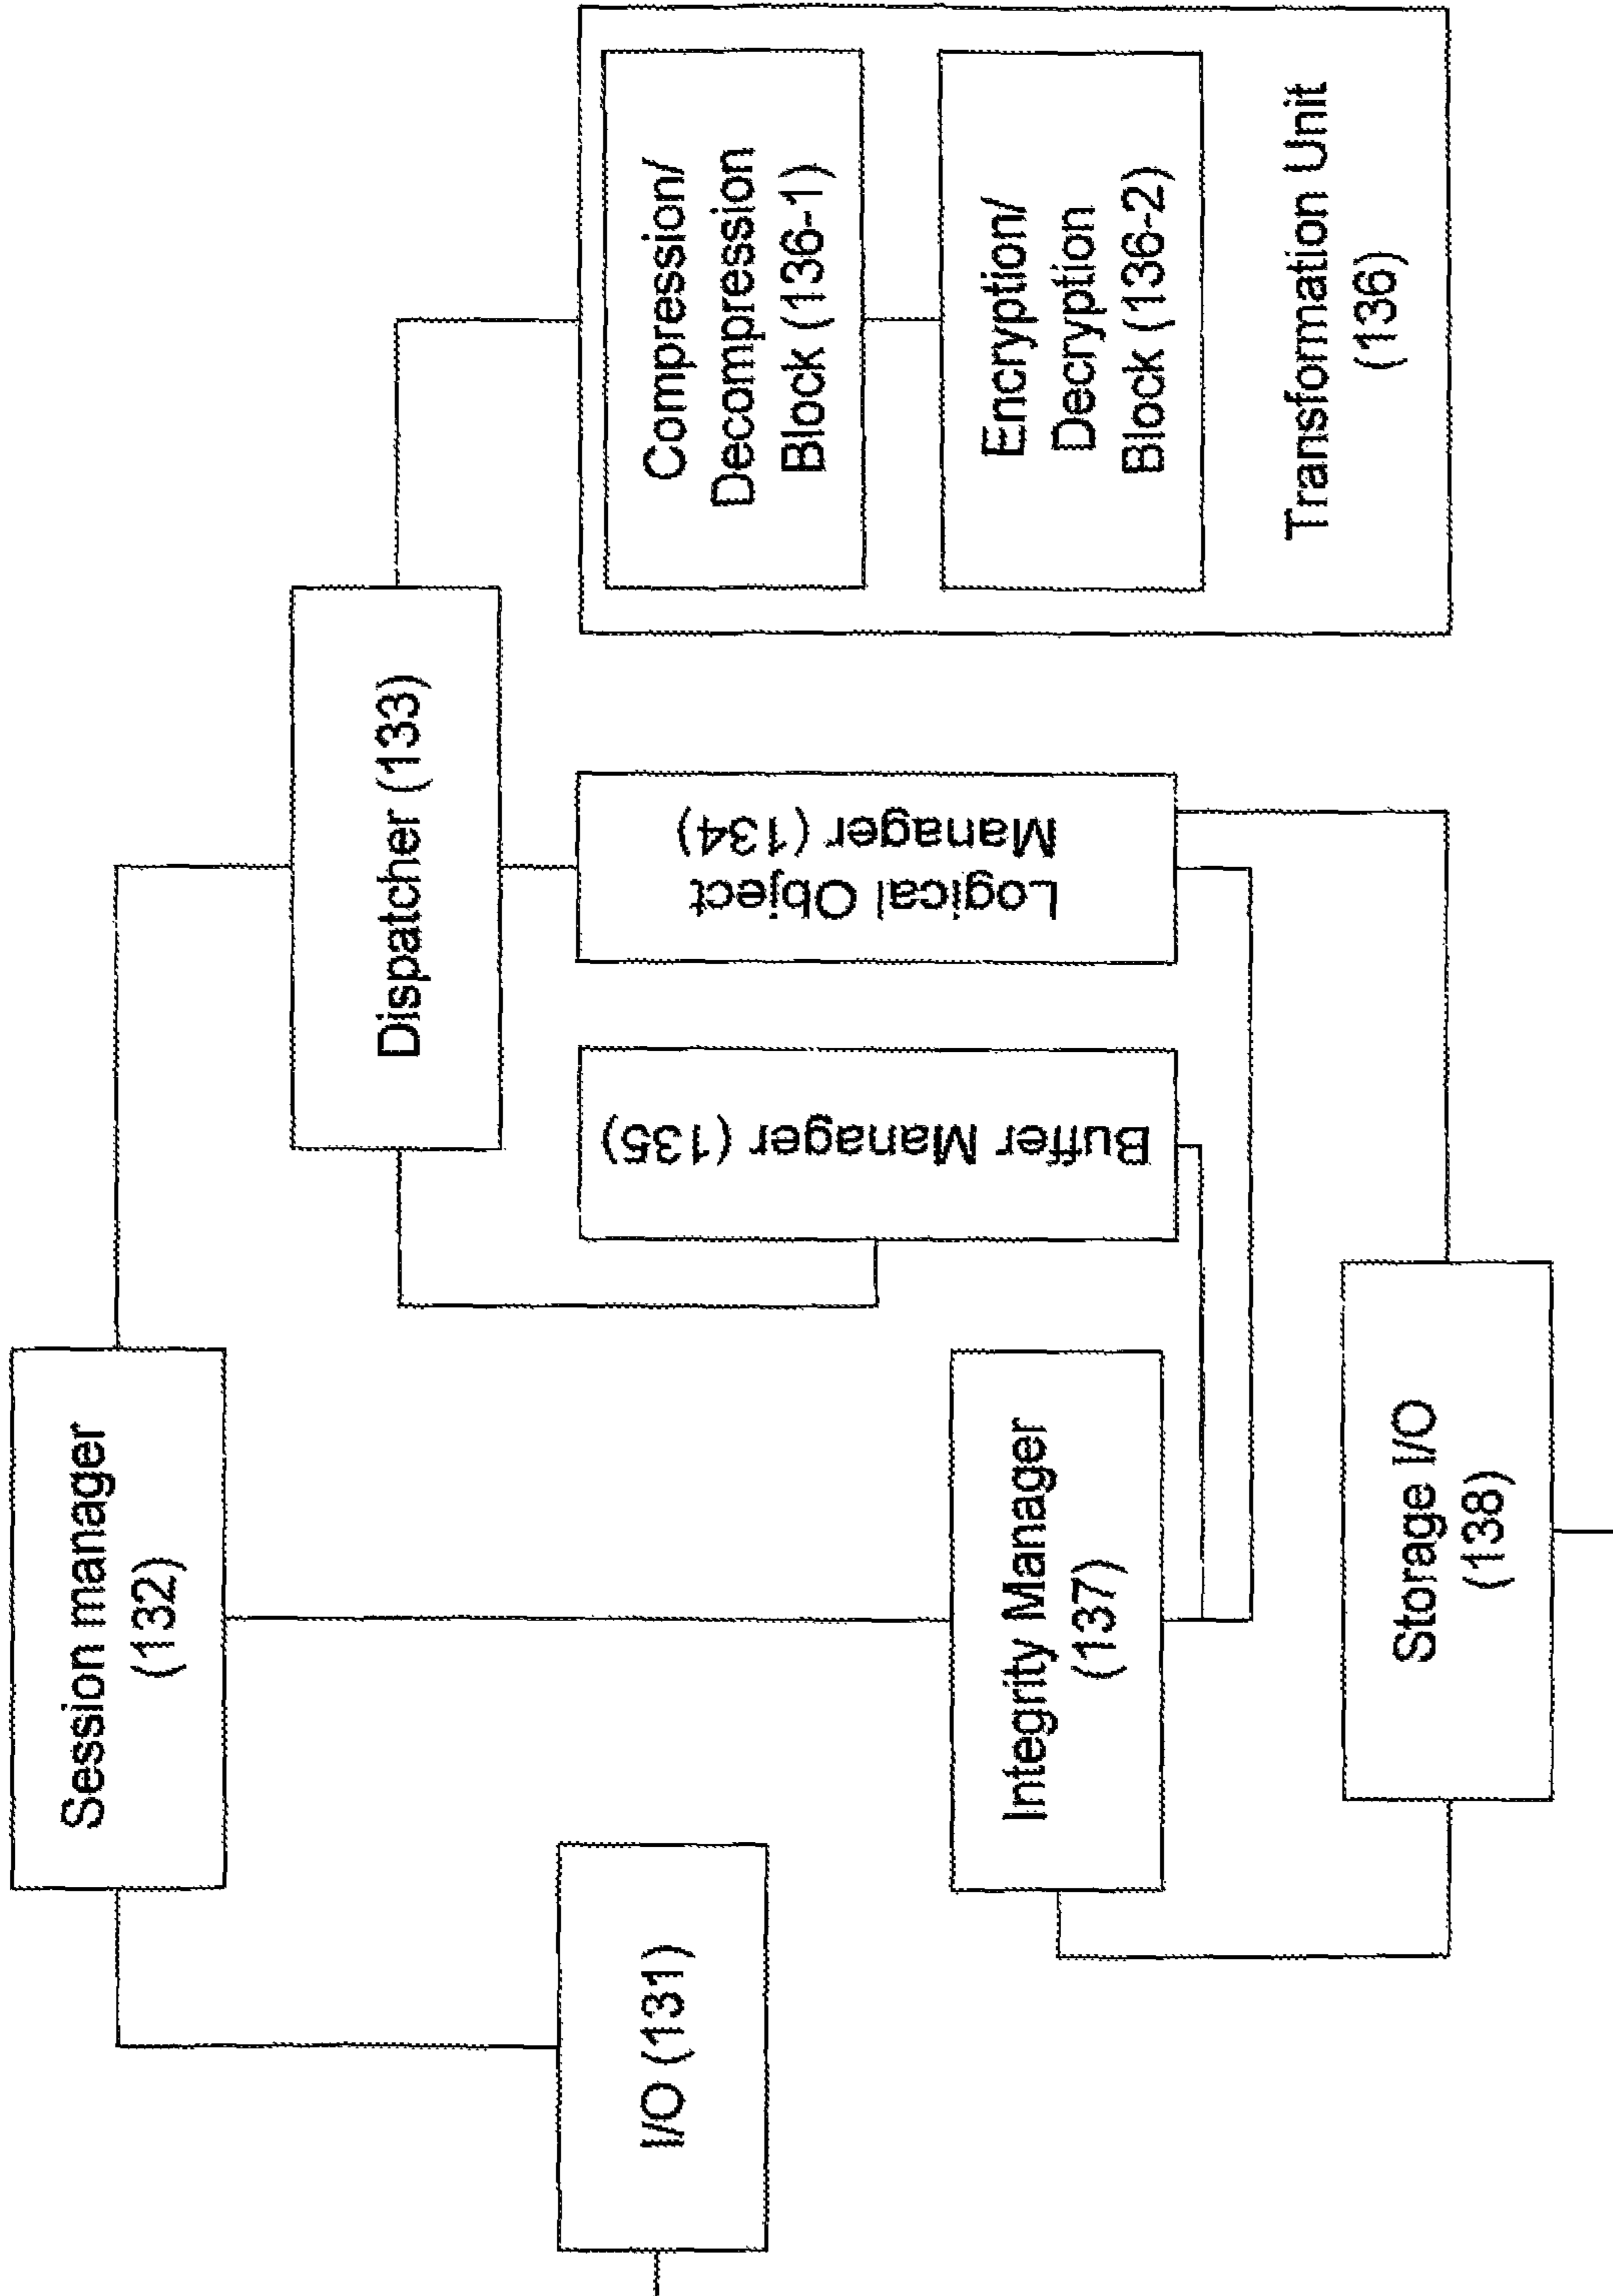 Session manager
(132)
I/O (131)
Dispatcher (133)
Integrity Manager
(137)
Buffer Manager (135)
Logical Object
Manager (134)
Storage I/O
(138)
Compression/
Decompression
Block (136-1)
Encryption/
Decryption
Block (136-2)
Transformation Unit
(136)